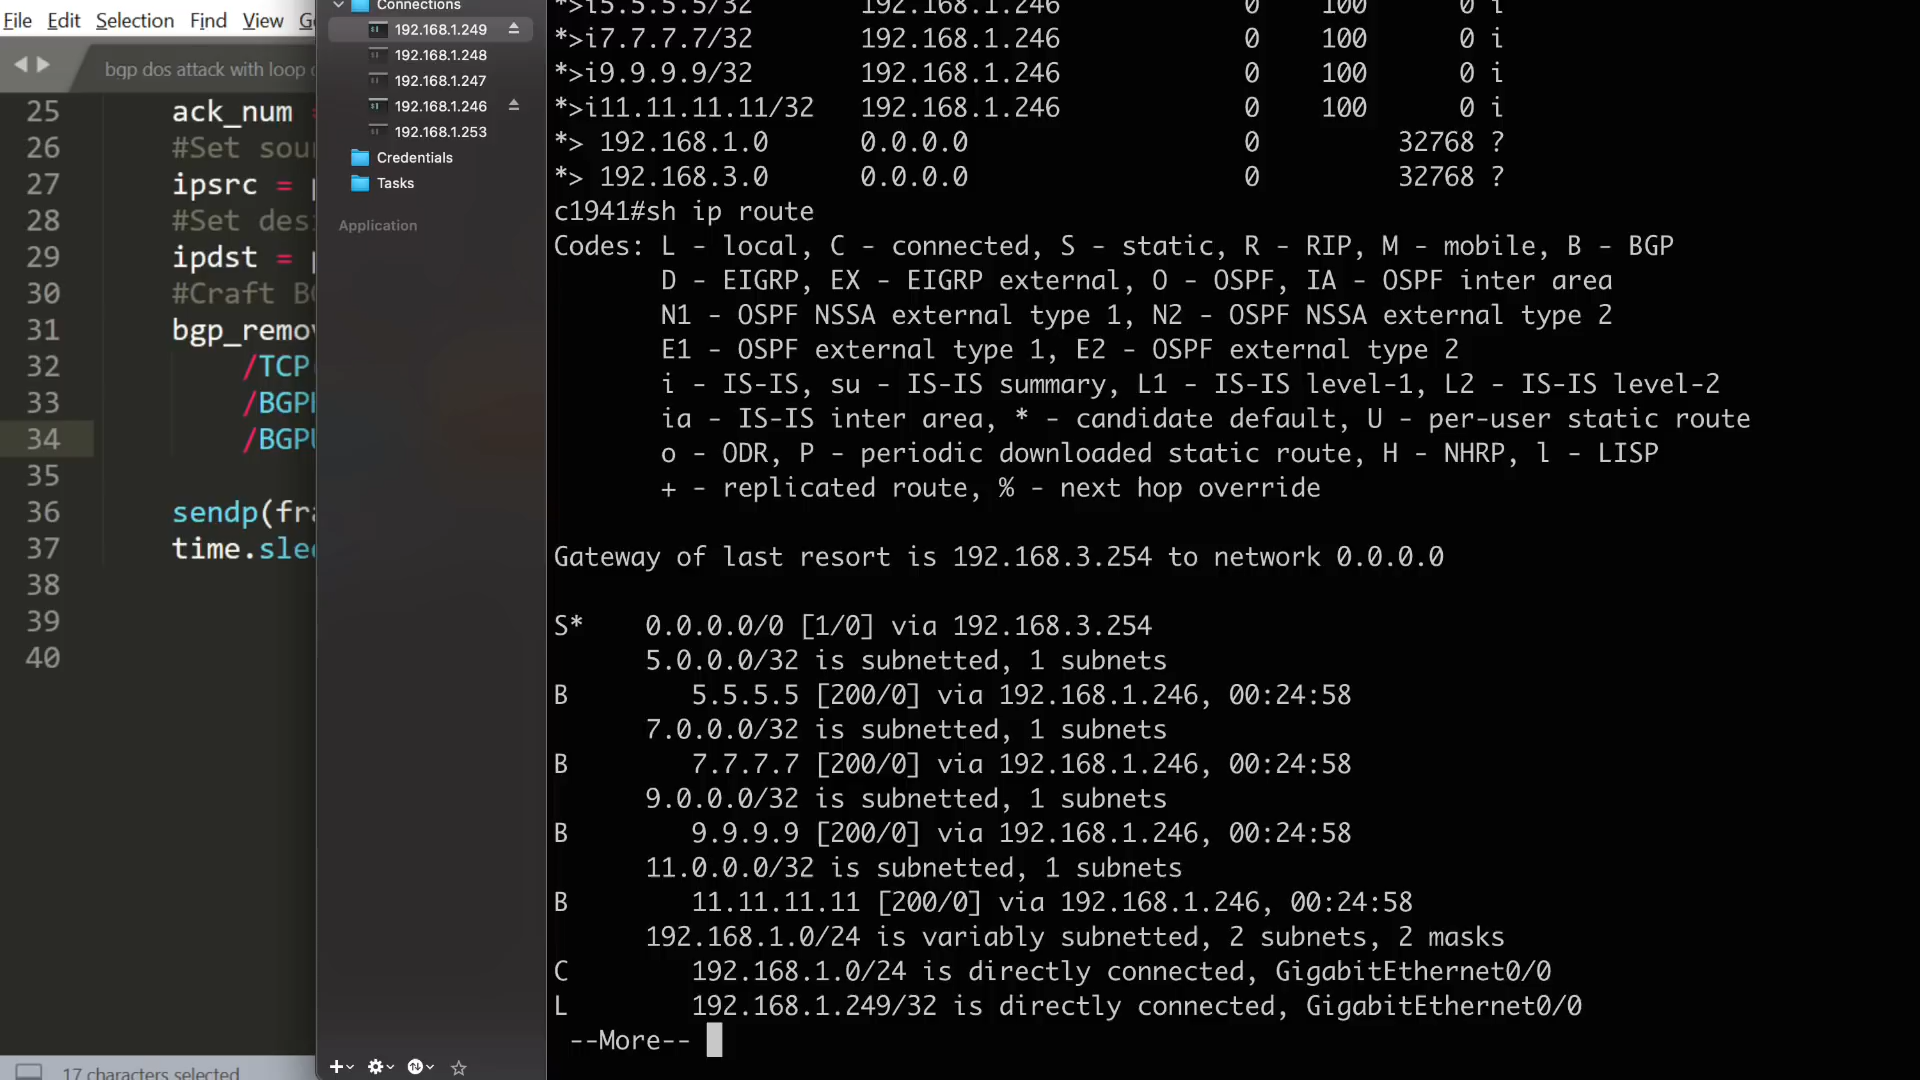 File Edit Selection Find View
bgp dos attack with loop
25 ack_num
26 #Set sou
27 ipsrc =
28 #Set des
29 ipdst =
30 #Craft B
31 bgp_remo
32 /TCP
33 /BGP
34 /BGP
35
36 sendp(fra
37 time.slee
38
39
40
17 characters selected
Connections
192.168.1.249
192.168.1.248
192.168.1.247
192.168.1.246
192.168.1.253
Credentials
Tasks
Application
*>i5.5.5.5/32 192.168.1.246 0 100 0 i
*>i7.7.7.7/32 192.168.1.246 0 100 0 i
*>i9.9.9.9/32 192.168.1.246 0 100 0 i
*>i11.11.11.11/32 192.168.1.246 0 100 0 i
*> 192.168.1.0 0.0.0.0 0 32768 ?
*> 192.168.3.0 0.0.0.0 0 32768 ?
c1941#sh ip route
Codes: L - local, C - connected, S - static, R - RIP, M - mobile, B - BGP
D - EIGRP, EX - EIGRP external, O - OSPF, IA - OSPF inter area
N1 - OSPF NSSA external type 1, N2 - OSPF NSSA external type 2
E1 - OSPF external type 1, E2 - OSPF external type 2
i - IS-IS, su - IS-IS summary, L1 - IS-IS level-1, L2 - IS-IS level-2
ia - IS-IS inter area, * - candidate default, U - per-user static route
o - ODR, P - periodic downloaded static route, H - NHRP, l - LISP
+ - replicated route, % - next hop override
Gateway of last resort is 192.168.3.254 to network 0.0.0.0
S* 0.0.0.0/0 [1/0] via 192.168.3.254
5.0.0.0/32 is subnetted, 1 subnets
B 5.5.5.5 [200/0] via 192.168.1.246, 00:24:58
7.0.0.0/32 is subnetted, 1 subnets
B 7.7.7.7 [200/0] via 192.168.1.246, 00:24:58
9.0.0.0/32 is subnetted, 1 subnets
B 9.9.9.9 [200/0] via 192.168.1.246, 00:24:58
11.0.0.0/32 is subnetted, 1 subnets
B 11.11.11.11 [200/0] via 192.168.1.246, 00:24:58
192.168.1.0/24 is variably subnetted, 2 subnets, 2 masks
C 192.168.1.0/24 is directly connected, GigabitEthernet0/0
L 192.168.1.249/32 is directly connected, GigabitEthernet0/0
--More--